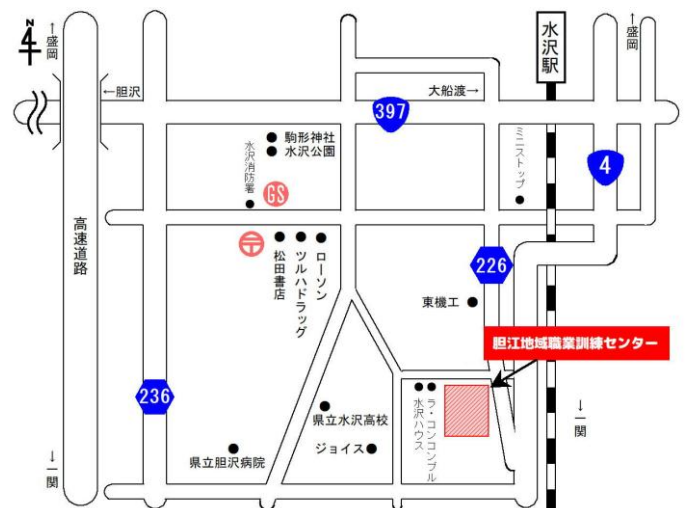 N
↑盛岡
水沢駅
↑盛岡
←胆沢
大船渡→
397
駒形神社
水沢公園
水沢消防署
GS
ミニストップ
4
高速道路
〒
松田書店
ツルハドラッグ
ローソン
226
東機工
胆江地域職業訓練センター
236
県立水沢高校
ジョイス
水沢ハウス
ラ・コンコンブル
県立胆沢病院
↓一関
↓一関